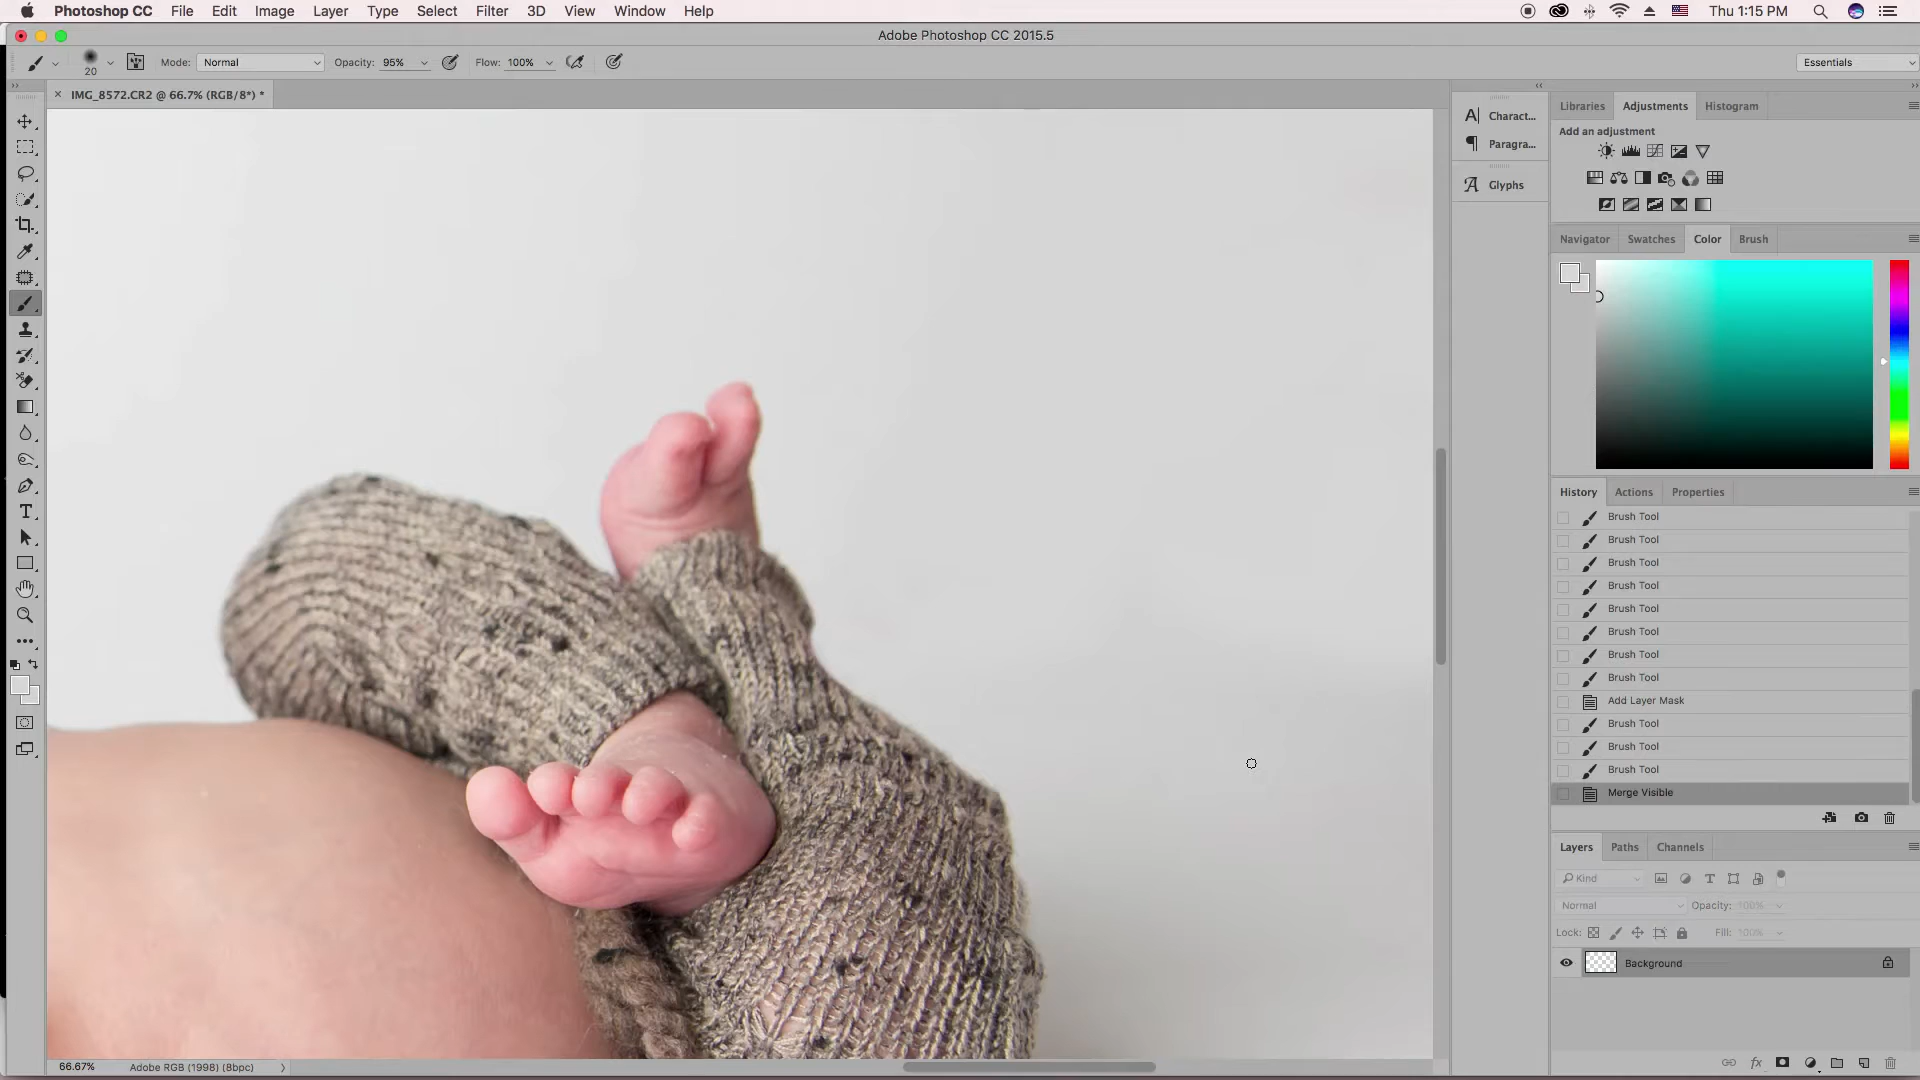 Photoshop CC File Edit Image Layer Type Select Filter 3D View Window Help Thu 1:15 PM
Adobe Photoshop CC 2015.5
20 Mode: Normal Opacity: 95% Flow: 100% Essentials
× IMG_8572.CR2 @ 66.7% (RGB/8*) *
Libraries Adjustments Histogram
Charact...
Add an adjustment
Paragra...
Glyphs
Navigator Swatches Color Brush
History Actions Properties
Brush Tool
Brush Tool
Brush Tool
Brush Tool
Brush Tool
Brush Tool
Brush Tool
Brush Tool
Add Layer Mask
Brush Tool
Brush Tool
Brush Tool
Merge Visible
Layers Paths Channels
Kind
Normal Opacity: 100%
Lock: Fill: 100%
Background
66.67% Adobe RGB (1998) (8bpc)